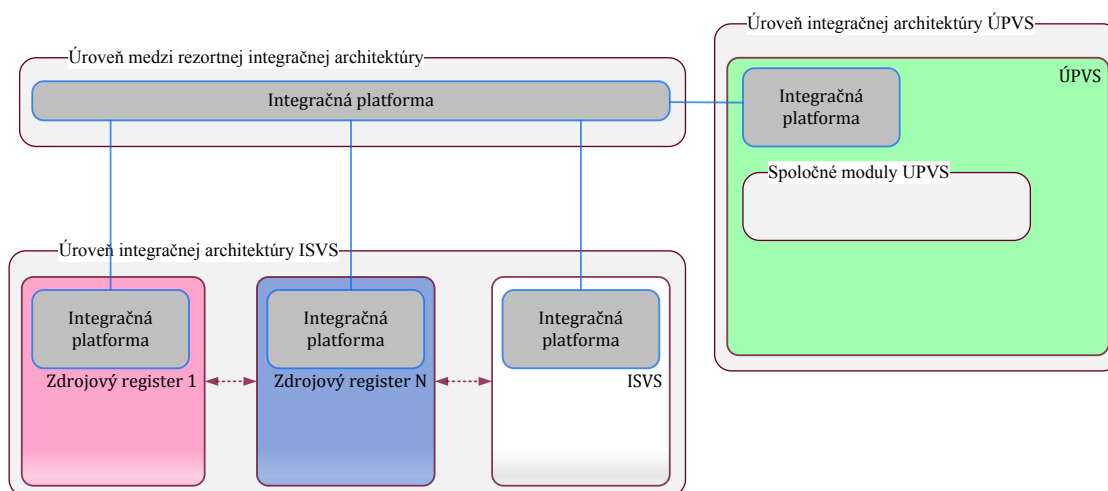 Úroveň integračnej architektúry ÚPVS
Úroveň medzi rezortnej integračnej architektúry
ÚPVS
Integračná platforma
Integračná
platforma
Spoločné moduly UPVS
Úroveň integračnej architektúry ISVS
Integračná
platforma
Zdrojový register 1
Integračná
platforma
Zdrojový register N
Integračná
platforma
ISVS